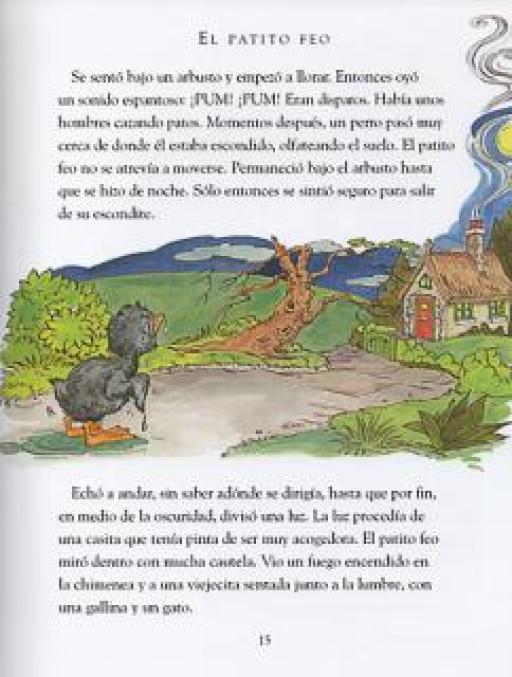 EL PATITO FEO
Se sentó bajo un arbusto y empezó a llorar. Entonces oyó
un sonido espantoso: ¡PUM! ¡PUM! Eran disparos. Había unos
hombres cazando patos. Momentos después, un perro pasó muy
cerca de donde él estaba escondido, olfateando el suelo. El patito
feo no se atrevía a moverse. Permaneció bajo el arbusto hasta
que se hizo de noche. Sólo entonces se sintió seguro para salir
de su escondite.
Echó a andar, sin saber adónde se dirigía, hasta que por fin,
en medio de la oscuridad, divisó una luz. La luz procedía de
una casita que tenía pinta de ser muy acogedora. El patito feo
miró dentro con mucha cautela. Vio un fuego encendido en
la chimenea y a una viejecita sentada junto a la lumbre, con
una gallina y un gato.
15